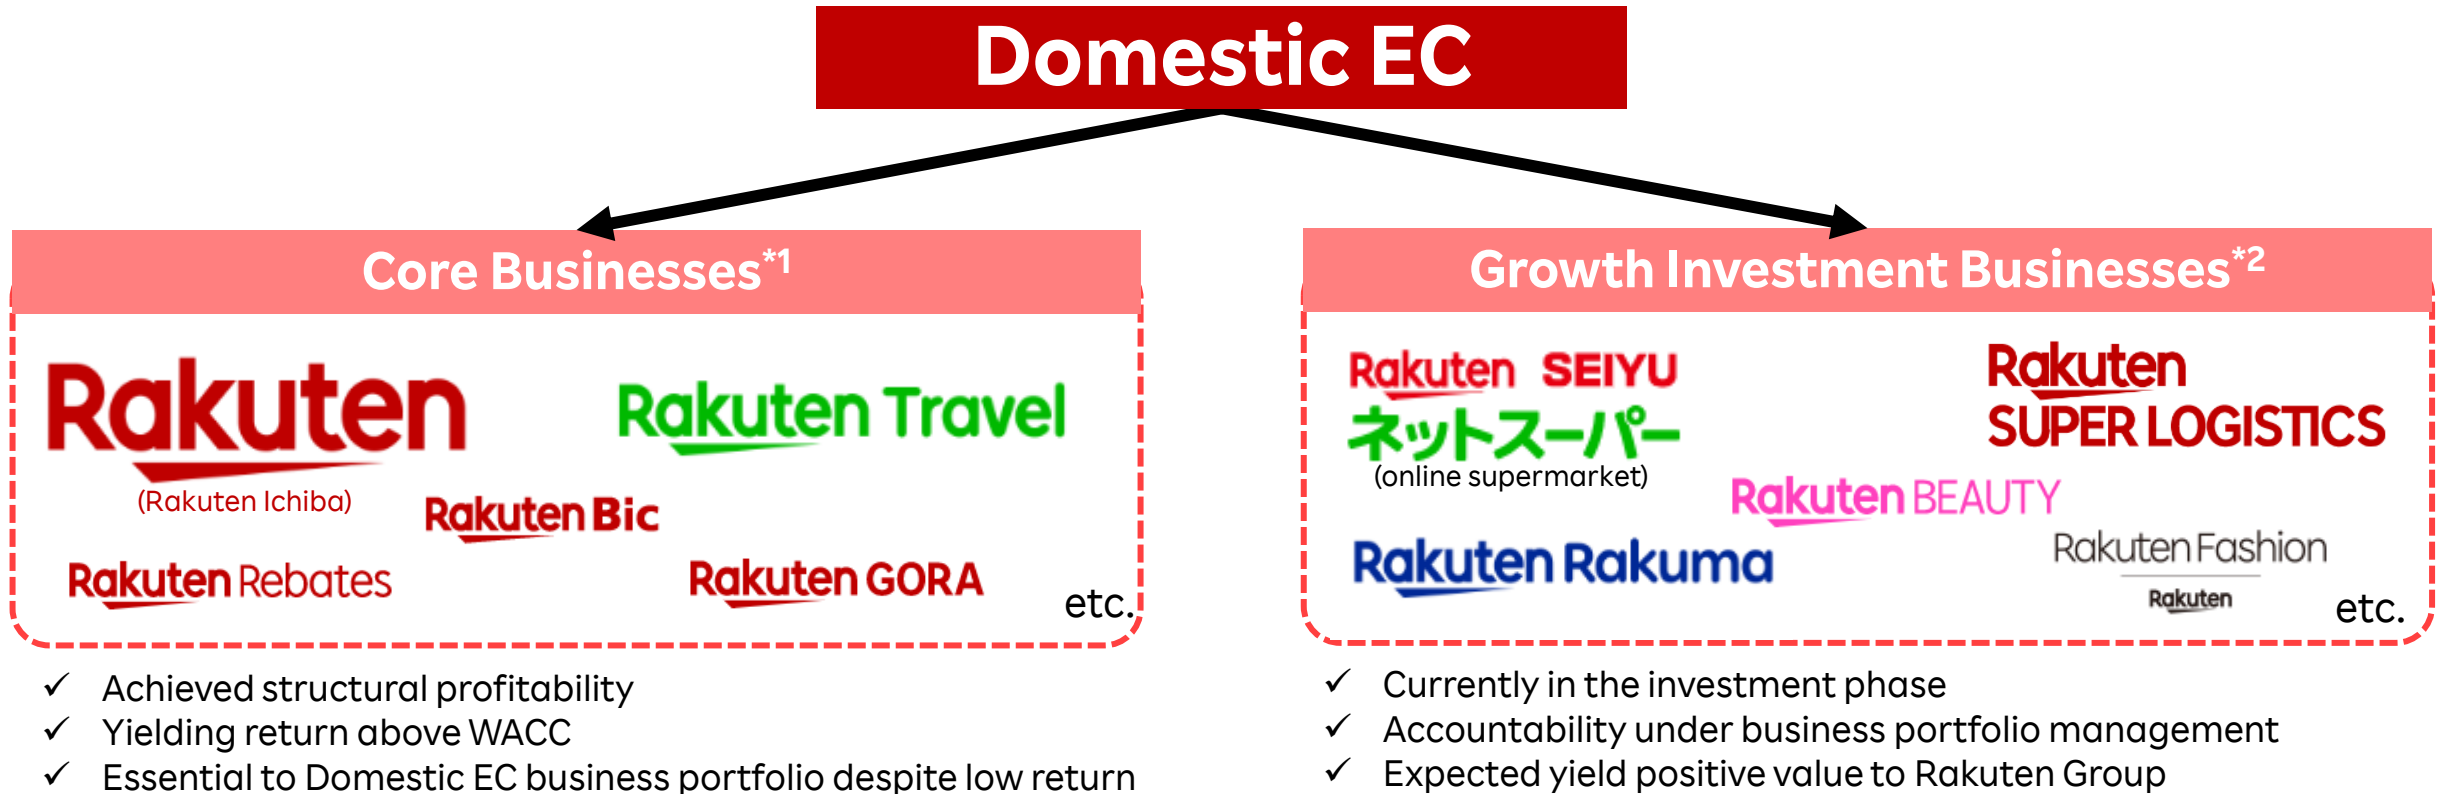 Domestic EC
Core Businesses*1
Rakuten
(Rakuten Ichiba)
Rakuten Travel
Rakuten Bic
Rakuten Rebates
Rakuten GORA
etc.
✓ Achieved structural profitability
✓ Yielding return above WACC
✓ Essential to Domestic EC business portfolio despite low return
Growth Investment Businesses*2
Rakuten SEIYU
ネットスーパー
(online supermarket)
Rakuten
SUPER LOGISTICS
Rakuten BEAUTY
Rakuten Rakuma
Rakuten Fashion
Rakuten
etc.
✓ Currently in the investment phase
✓ Accountability under business portfolio management
✓ Expected yield positive value to Rakuten Group